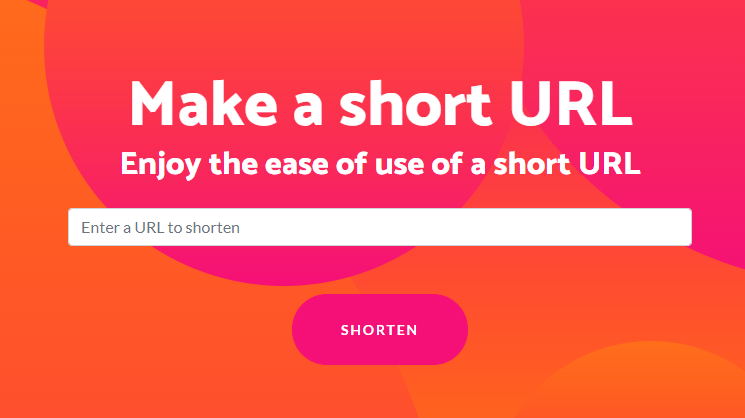 Make a short URL
Enjoy the ease of use of a short URL
Enter a URL to shorten
SHORTEN